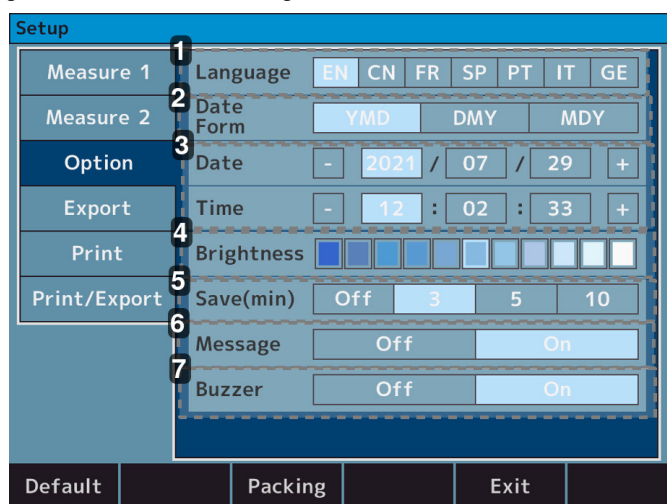 Setup
1
Measure 1 Language EN CN FR SP PT IT GE
2
Measure 2 Date Form YMD DMY MDY
3
Option Date - 2021 / 07 / 29 +
Export Time - 12 : 02 : 33 +
4
Print Brightness
5
Print/Export Save(min) Off 3 5 10
6
Message Off On
7
Buzzer Off On
Default Packing Exit